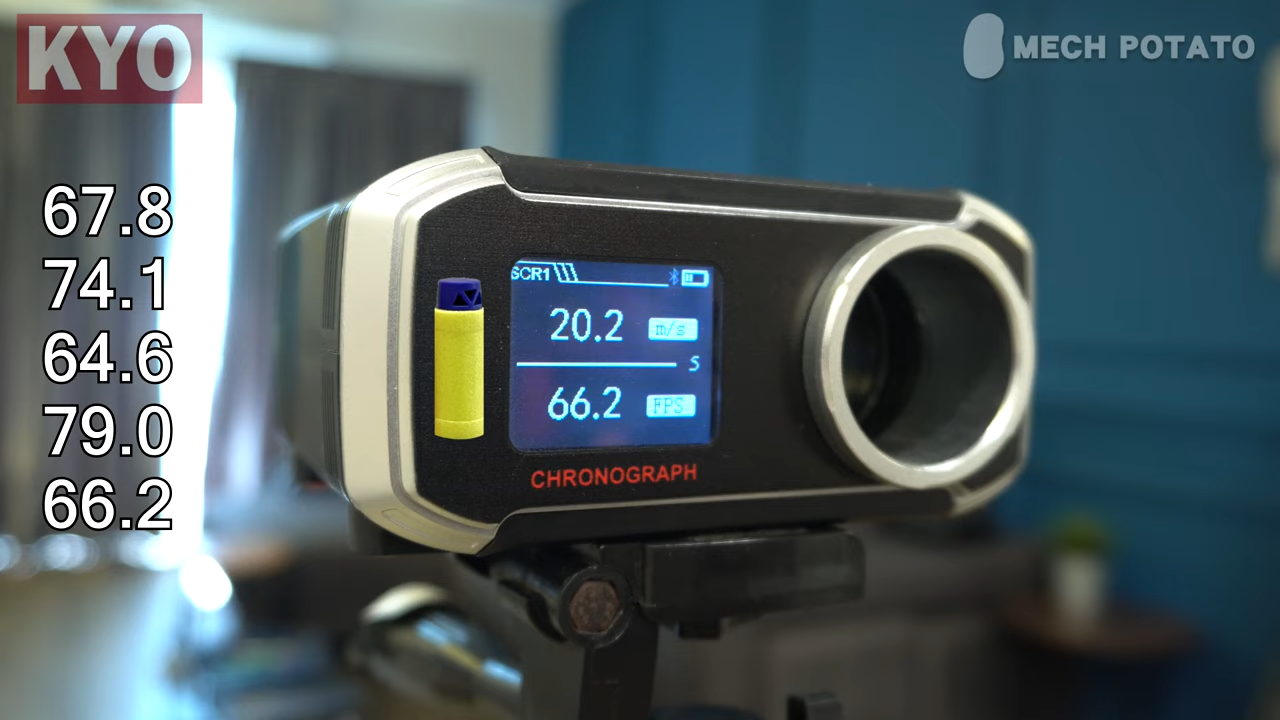 KYO
MECH POTATO
67.8
74.1
64.6
79.0
66.2
SCR1
20.2 m/s
5
66.2 FPS
CHRONOGRAPH